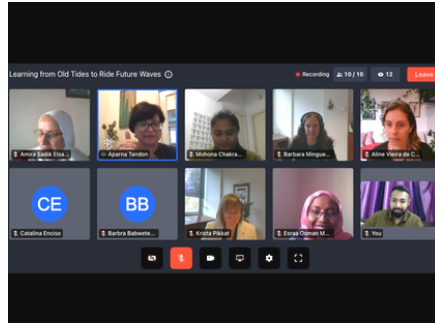 Learning from Old Tides to Ride Future Waves
Recording
10 / 10
12
Leave
Amira Sadik Elsa...
Aparna Tandon
Mohona Chakra...
Barbara Mingue...
Aline Vieira de C...
CE
Catalina Enciso
BB
Barbra Babwete...
Krista Pikkat
Esraa Osman M...
You